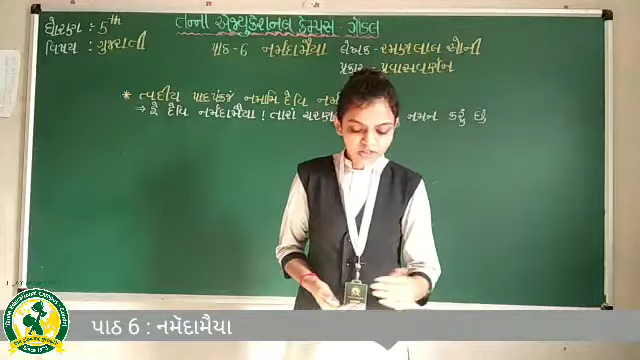 ધોરણ : 5th
વિષય : ગુજરાતી
તન્ના એજ્યુકેશનલ કેમ્પસ - ગોંડલ
પાઠ - 6 નર્મદામૈયા
લેખક - રમણલાલ સોની
પ્રકાર - પ્રવાસવર્ણન
* ત્વદીય પાદપંકજં નમામિ દેવિ નર્મ
→ હે દેવિ નર્મદામૈયા ! તારાં ચરણ નમન કરું છું
પાઠ 6 : નર્મદામૈયા